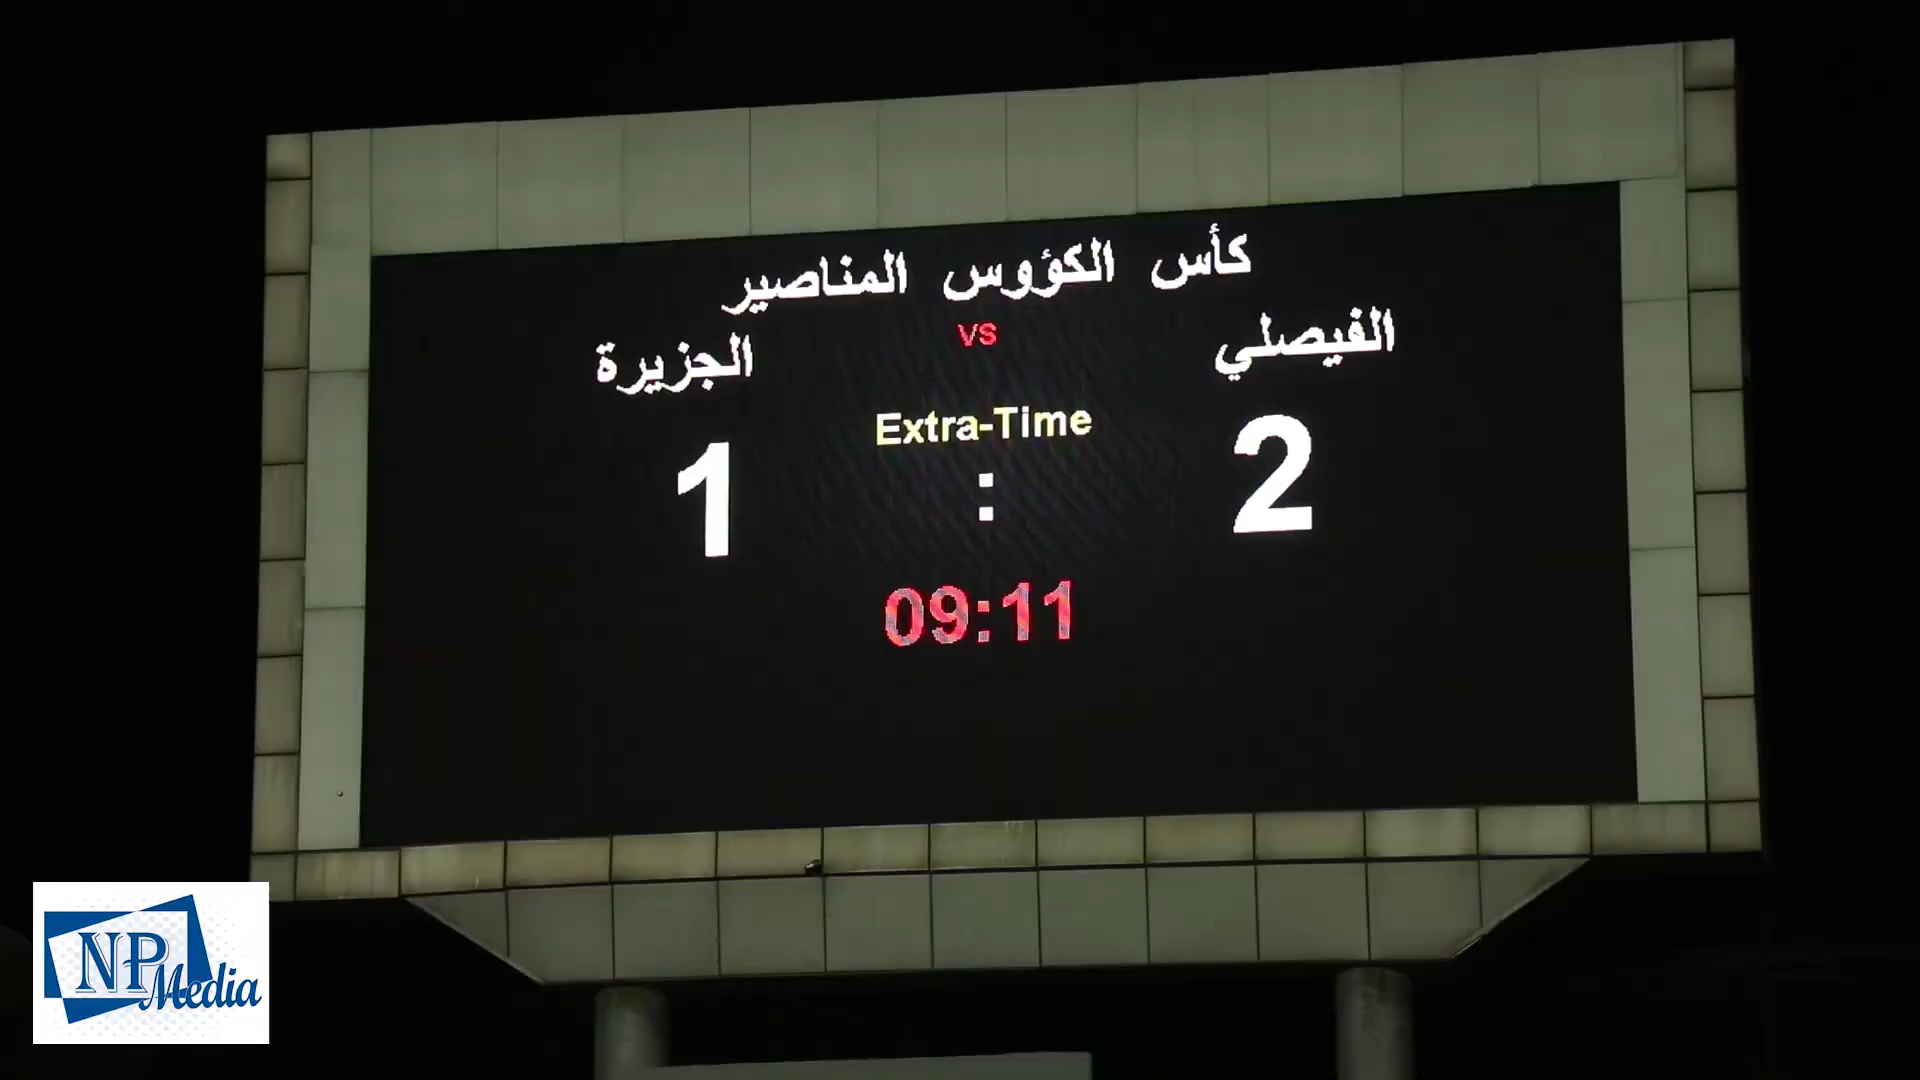 كأس الكؤوس المناصير
الفيصلي vs الجزيرة
Extra-Time
1 : 2
09:11
NP Media